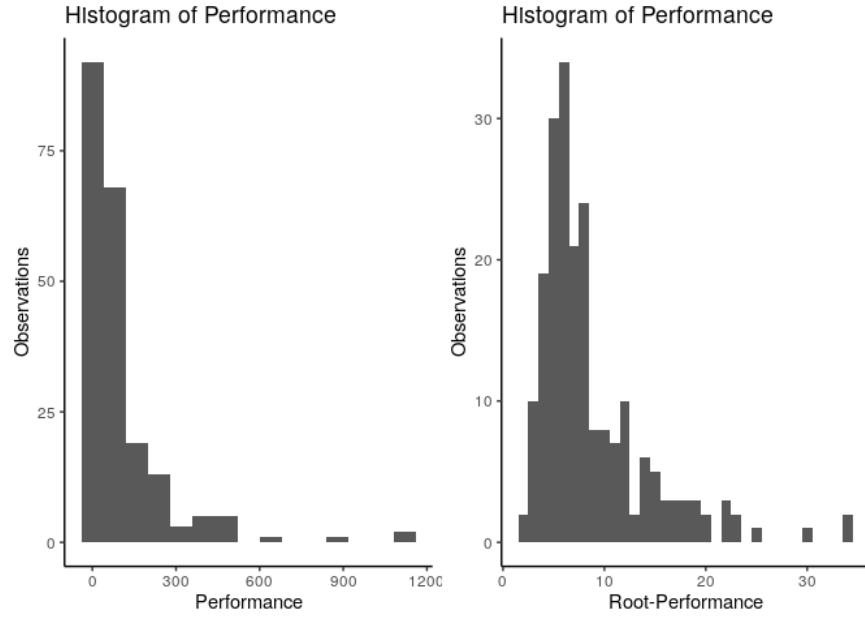 Histogram of Performance
Observations
75
50
25
0
0 300 600 900 1200
Performance
Histogram of Performance
Observations
30
20
10
0
0 10 20 30
Root-Performance